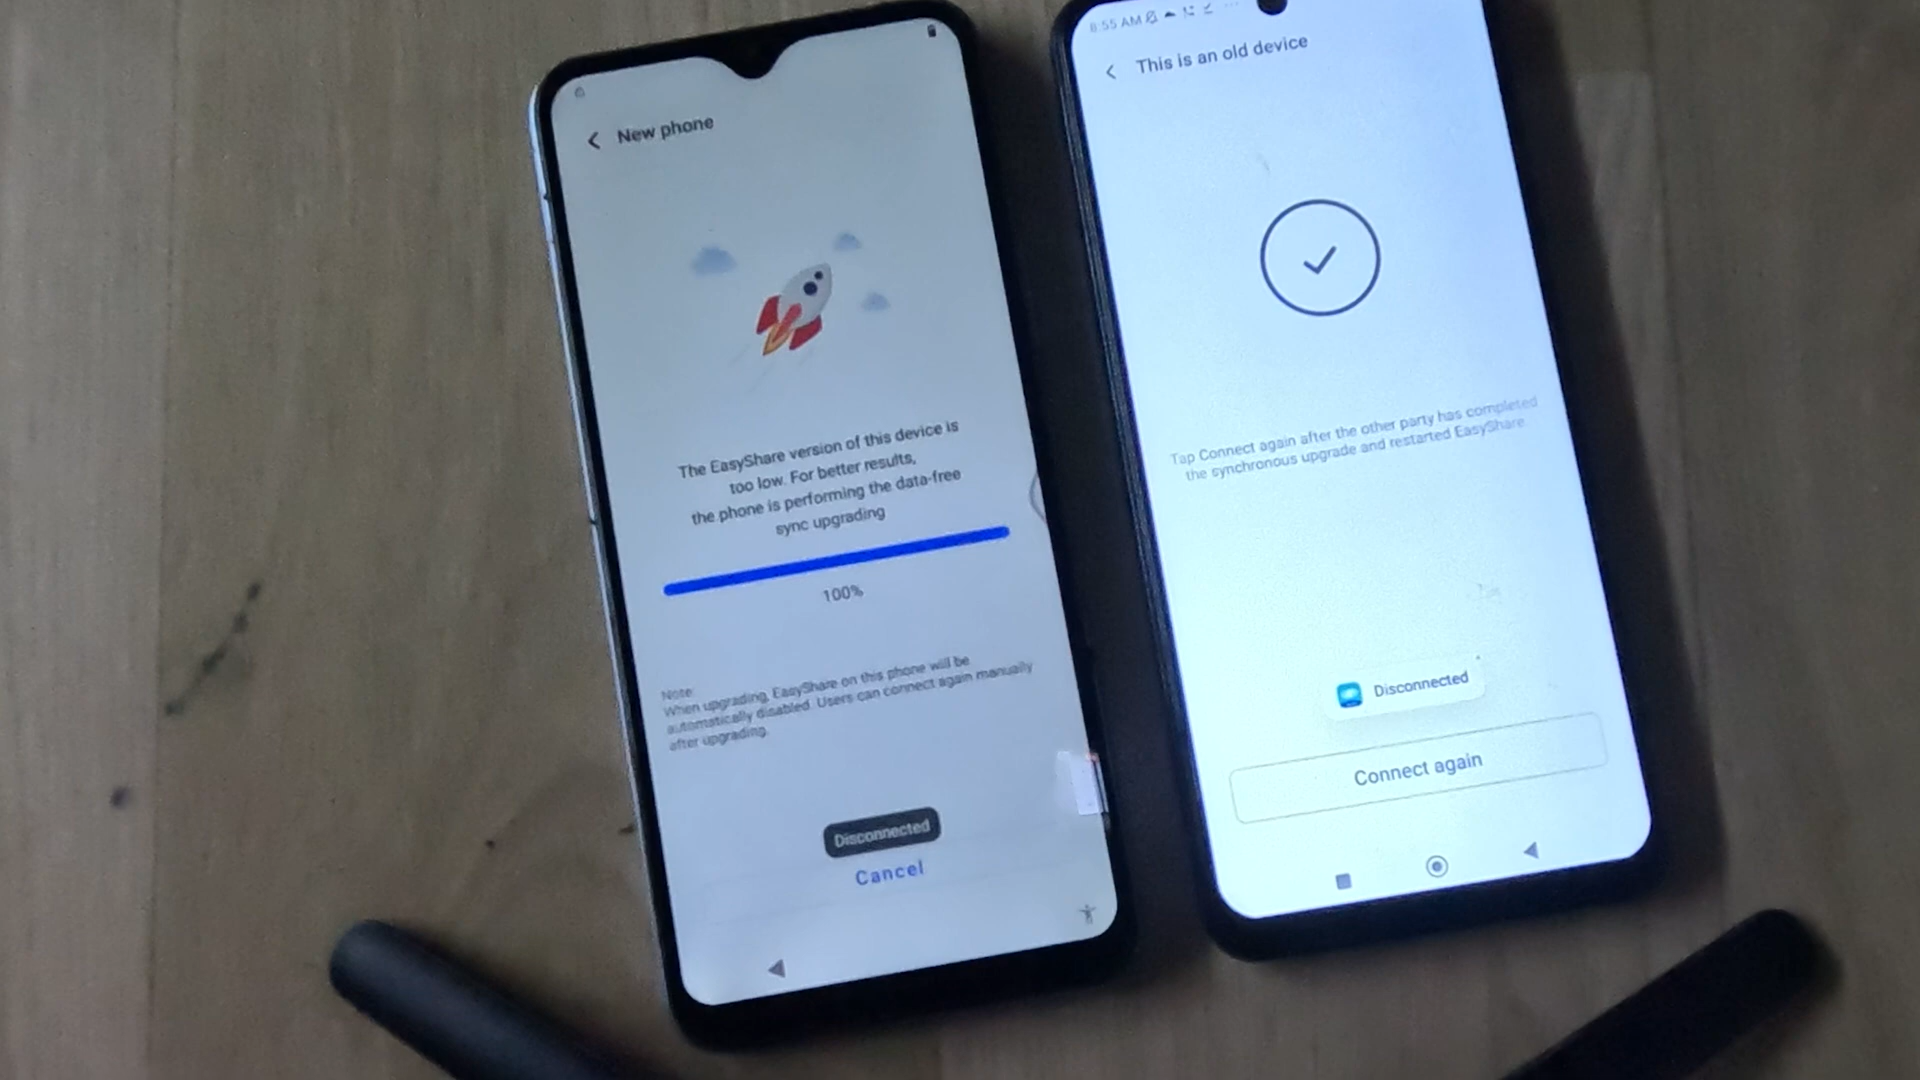 New phone
The EasyShare version of this device is
too low. For better results,
the phone is performing the data-free
sync upgrading
100%
Note:
When upgrading, EasyShare on this phone will be
automatically disabled. Users can connect again manually
after upgrading.
Disconnected
Cancel
8:55 AM
This is an old device
Tap Connect again after the other party has completed
the synchronous upgrade and restarted EasyShare.
Disconnected
Connect again